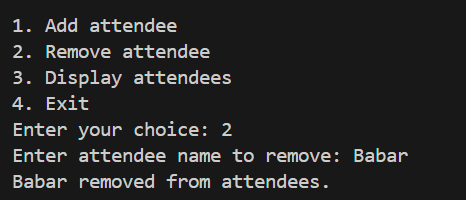 1. Add attendee
2. Remove attendee
3. Display attendees
4. Exit
Enter your choice: 2
Enter attendee name to remove: Babar
Babar removed from attendees.